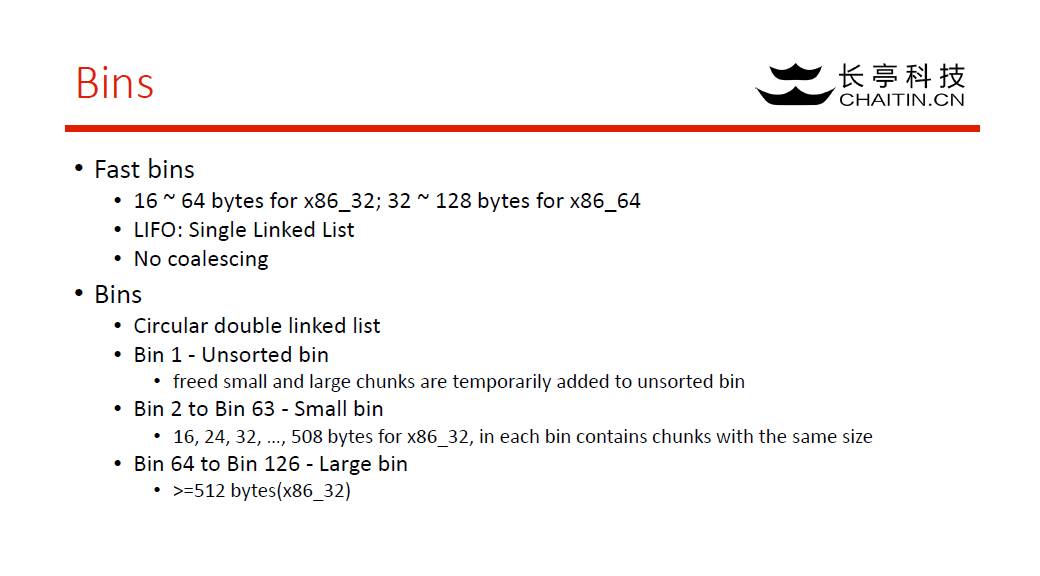 Bins
长亭科技
CHAITIN.CN
• Fast bins
• 16 ~ 64 bytes for x86_32; 32 ~ 128 bytes for x86_64
• LIFO: Single Linked List
• No coalescing
• Bins
• Circular double linked list
• Bin 1 - Unsorted bin
• freed small and large chunks are temporarily added to unsorted bin
• Bin 2 to Bin 63 - Small bin
• 16, 24, 32, …, 508 bytes for x86_32, in each bin contains chunks with the same size
• Bin 64 to Bin 126 - Large bin
• >=512 bytes(x86_32)